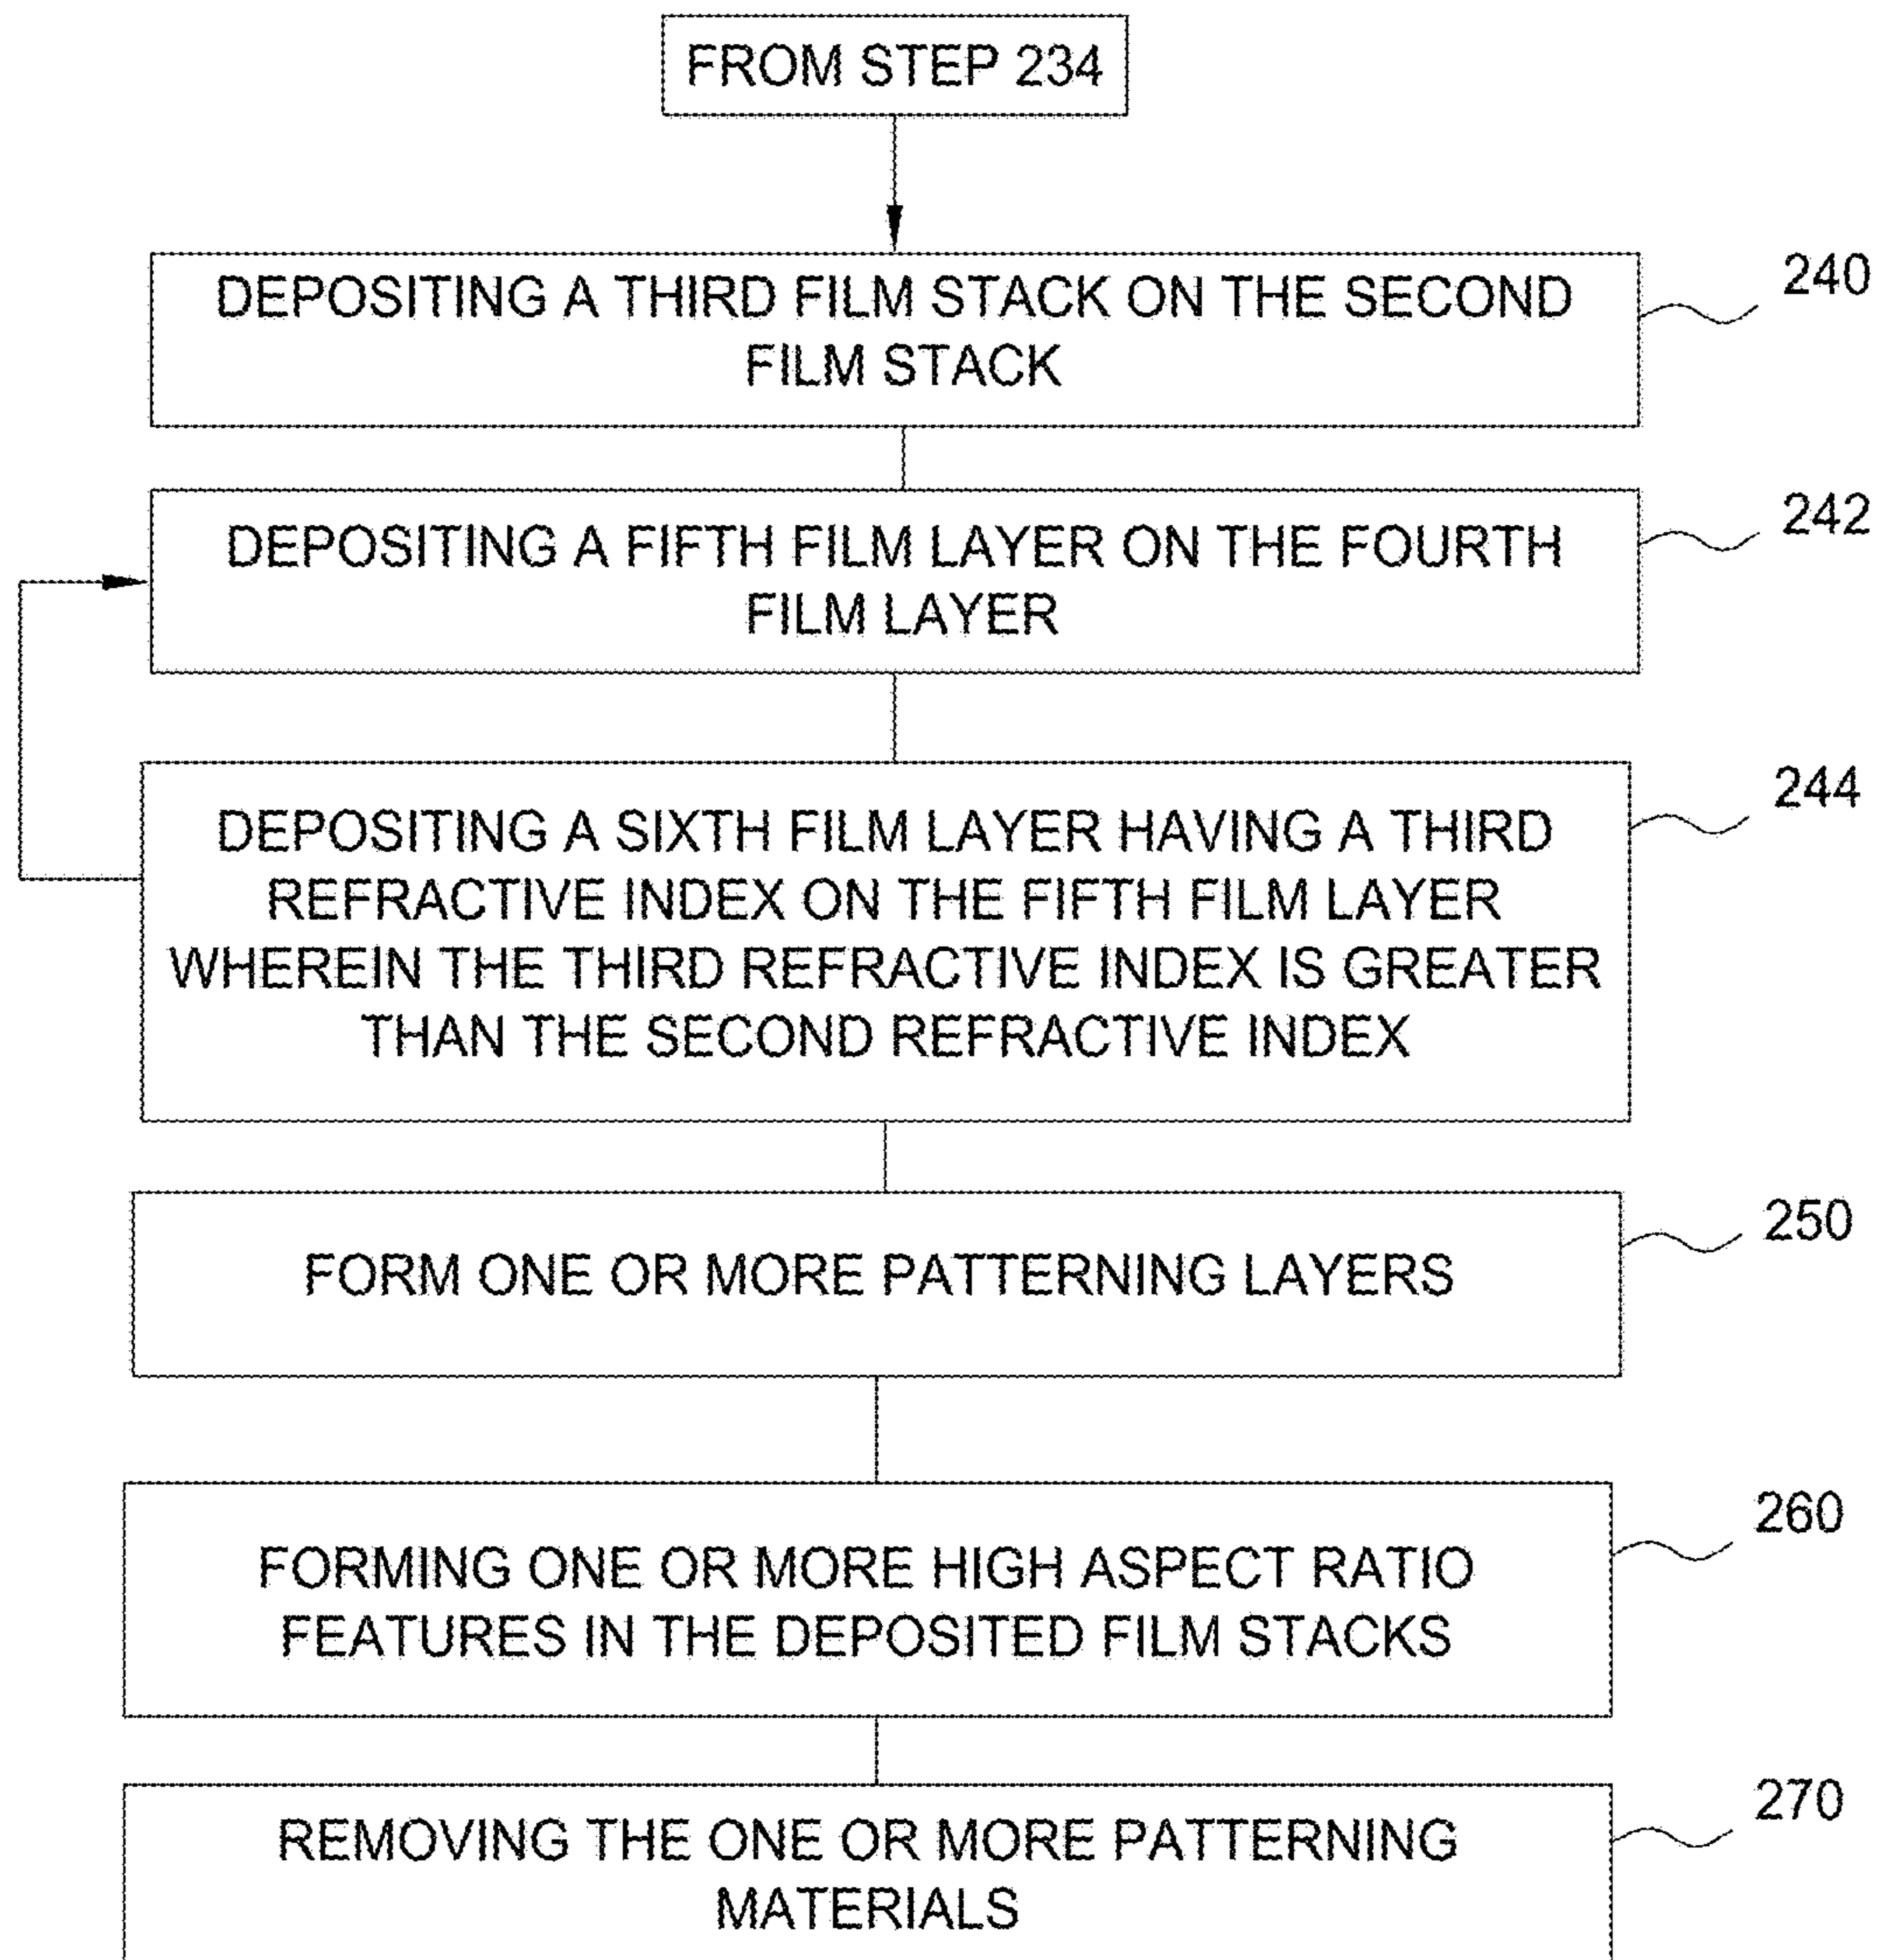 FROM STEP 234
DEPOSITING A THIRD FILM STACK ON THE SECOND
FILM STACK
240
DEPOSITING A FIFTH FILM LAYER ON THE FOURTH
FILM LAYER
242
DEPOSITING A SIXTH FILM LAYER HAVING A THIRD
REFRACTIVE INDEX ON THE FIFTH FILM LAYER
WHEREIN THE THIRD REFRACTIVE INDEX IS GREATER
THAN THE SECOND REFRACTIVE INDEX
244
FORM ONE OR MORE PATTERNING LAYERS
250
FORMING ONE OR MORE HIGH ASPECT RATIO
FEATURES IN THE DEPOSITED FILM STACKS
260
REMOVING THE ONE OR MORE PATTERNING
MATERIALS
270